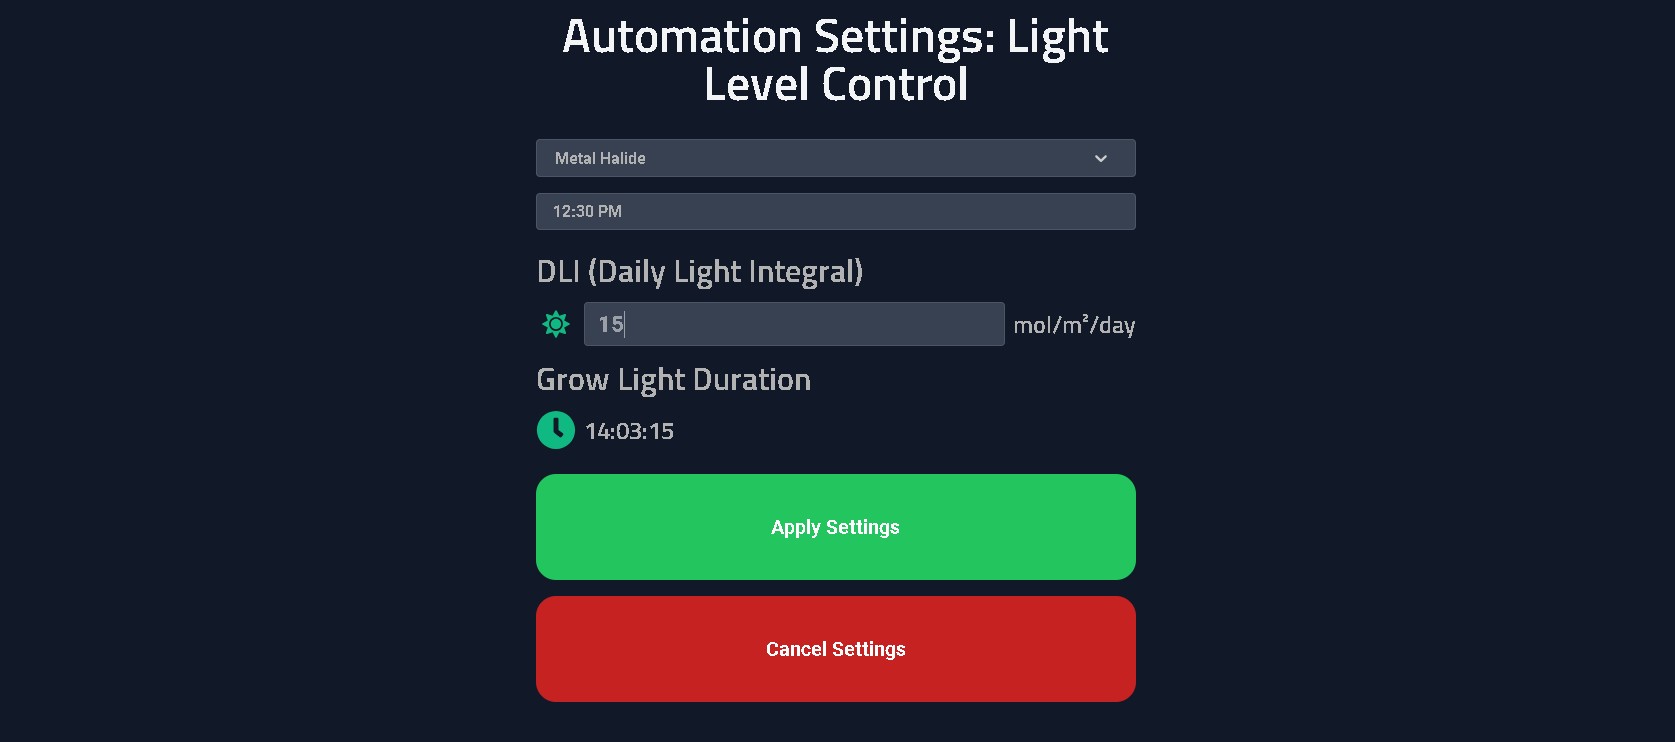 Automation Settings: Light
Level Control
Metal Halide
12:30 PM
DLI (Daily Light Integral)
15
mol/m²/day
Grow Light Duration
14:03:15
Apply Settings
Cancel Settings